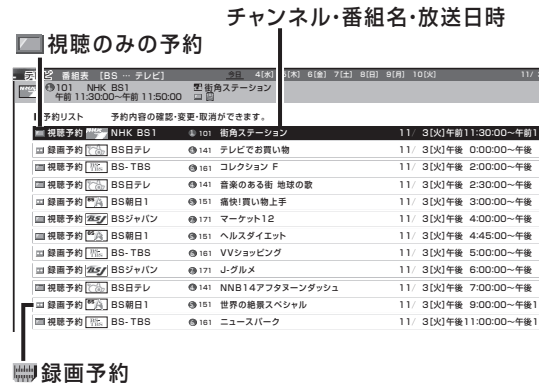 チャンネル・番組名・放送日時
視聴のみの予約
テレビ 番組表 [BS … テレビ] 今日 4[水] 5[木] 6[金] 7[土] 8[日] 9[月] 10[火] 11/
101 NHK BS1 街角ステーション
午前11:30:00~午前11:50:00
予約リスト 予約内容の確認・変更・取消ができます。
視聴予約 NHK BS1 101 街角ステーション 11/ 3[火]午前11:30:00~午前1
録画予約 BS日テレ 141 テレビでお買い物 11/ 3[火]午後 0:00:00~午後
視聴予約 BS-TBS 161 コレクション F 11/ 3[火]午後 2:00:00~午後
視聴予約 BS日テレ 141 音楽のある街 地球の歌 11/ 3[火]午後 2:30:00~午後
録画予約 BS朝日1 151 痛快!買い物上手 11/ 3[火]午後 3:00:00~午後
視聴予約 BSジャパン 171 マーケット12 11/ 3[火]午後 4:00:00~午後
視聴予約 BS朝日1 151 ヘルスダイエット 11/ 3[火]午後 4:45:00~午後
録画予約 BS-TBS 161 VVショッピング 11/ 3[火]午後 5:00:00~午後
録画予約 BSジャパン 171 J-グルメ 11/ 3[火]午後 6:00:00~午後
視聴予約 BS日テレ 141 NNB14アフタヌーンダッシュ 11/ 3[火]午後 7:00:00~午後
録画予約 BS朝日1 151 世界の絶景スペシャル 11/ 3[火]午後 9:00:00~午後1
視聴予約 BS-TBS 161 ニュースパーク 11/ 3[火]午後11:00:00~午後1
録画予約